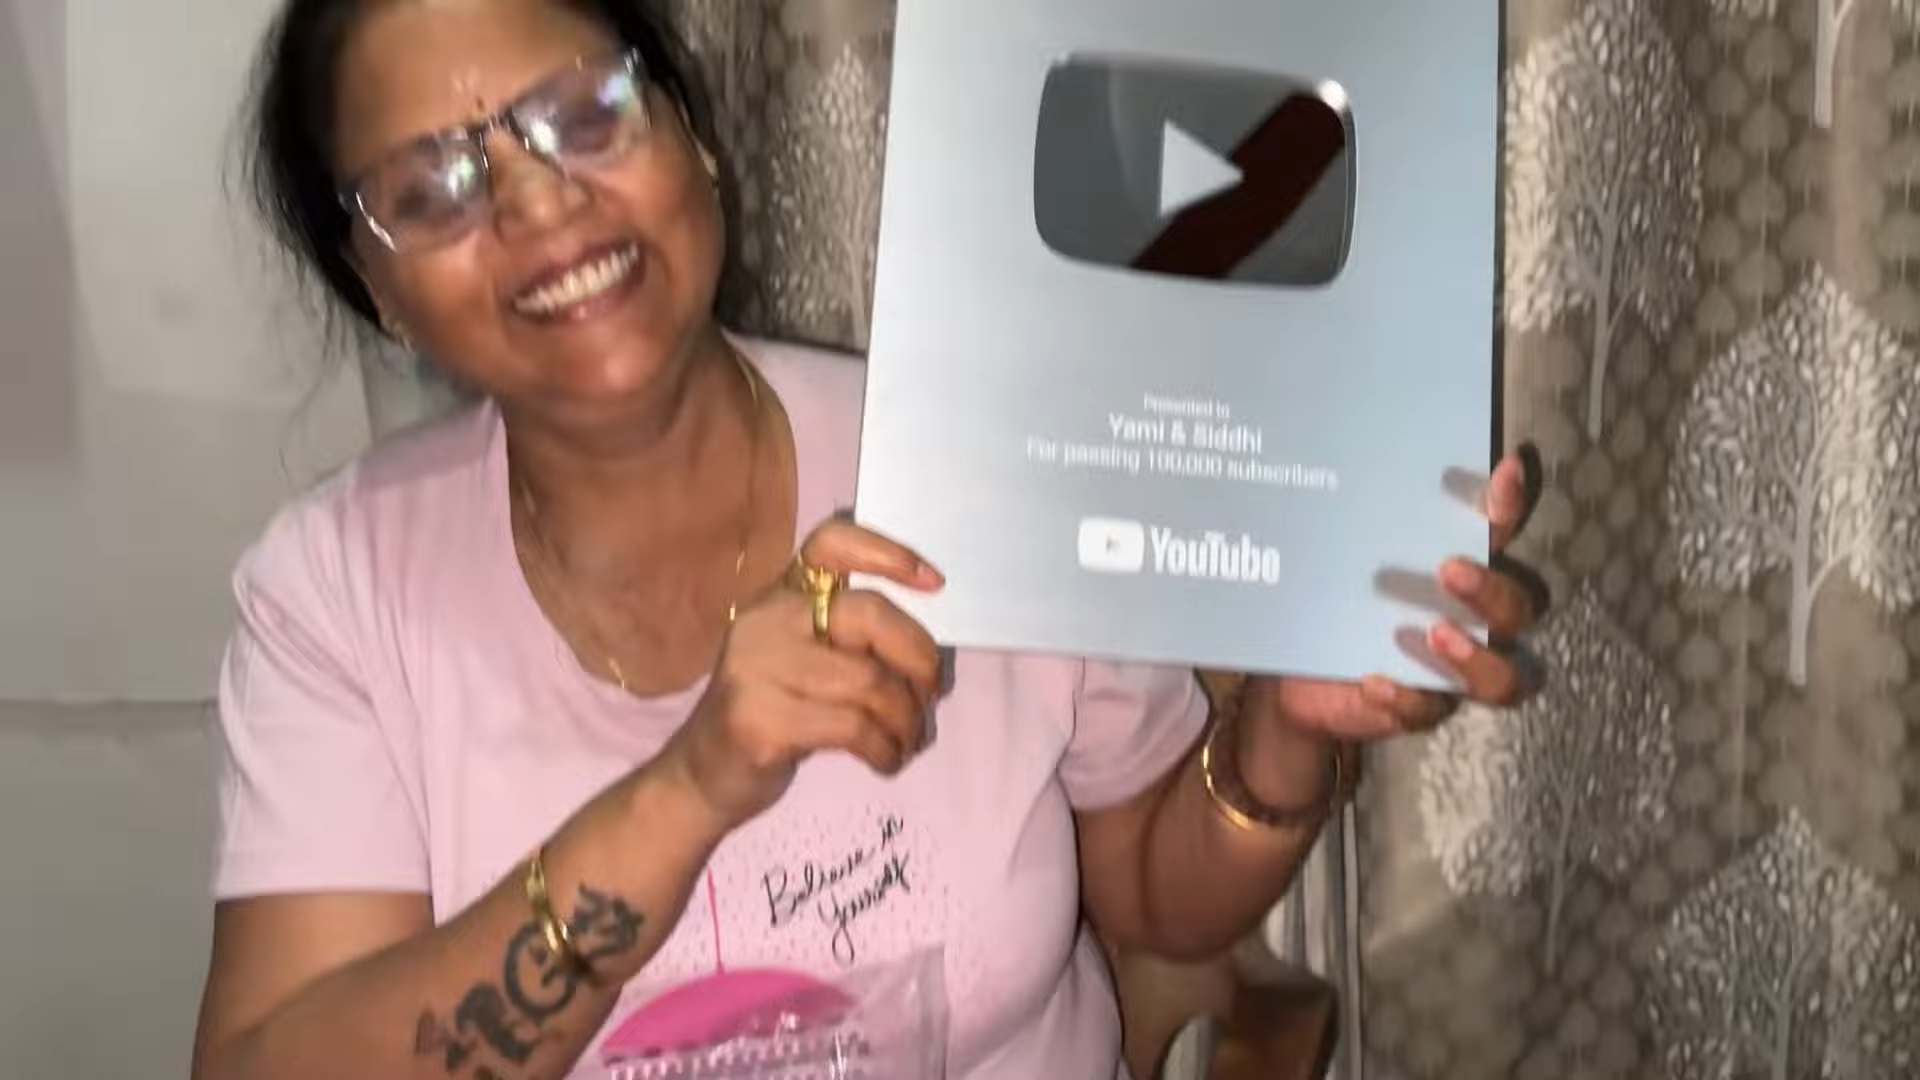 Presented to
Yami & Siddhi
For passing 100,000 subscribers
YouTube
Believe in
Yourself